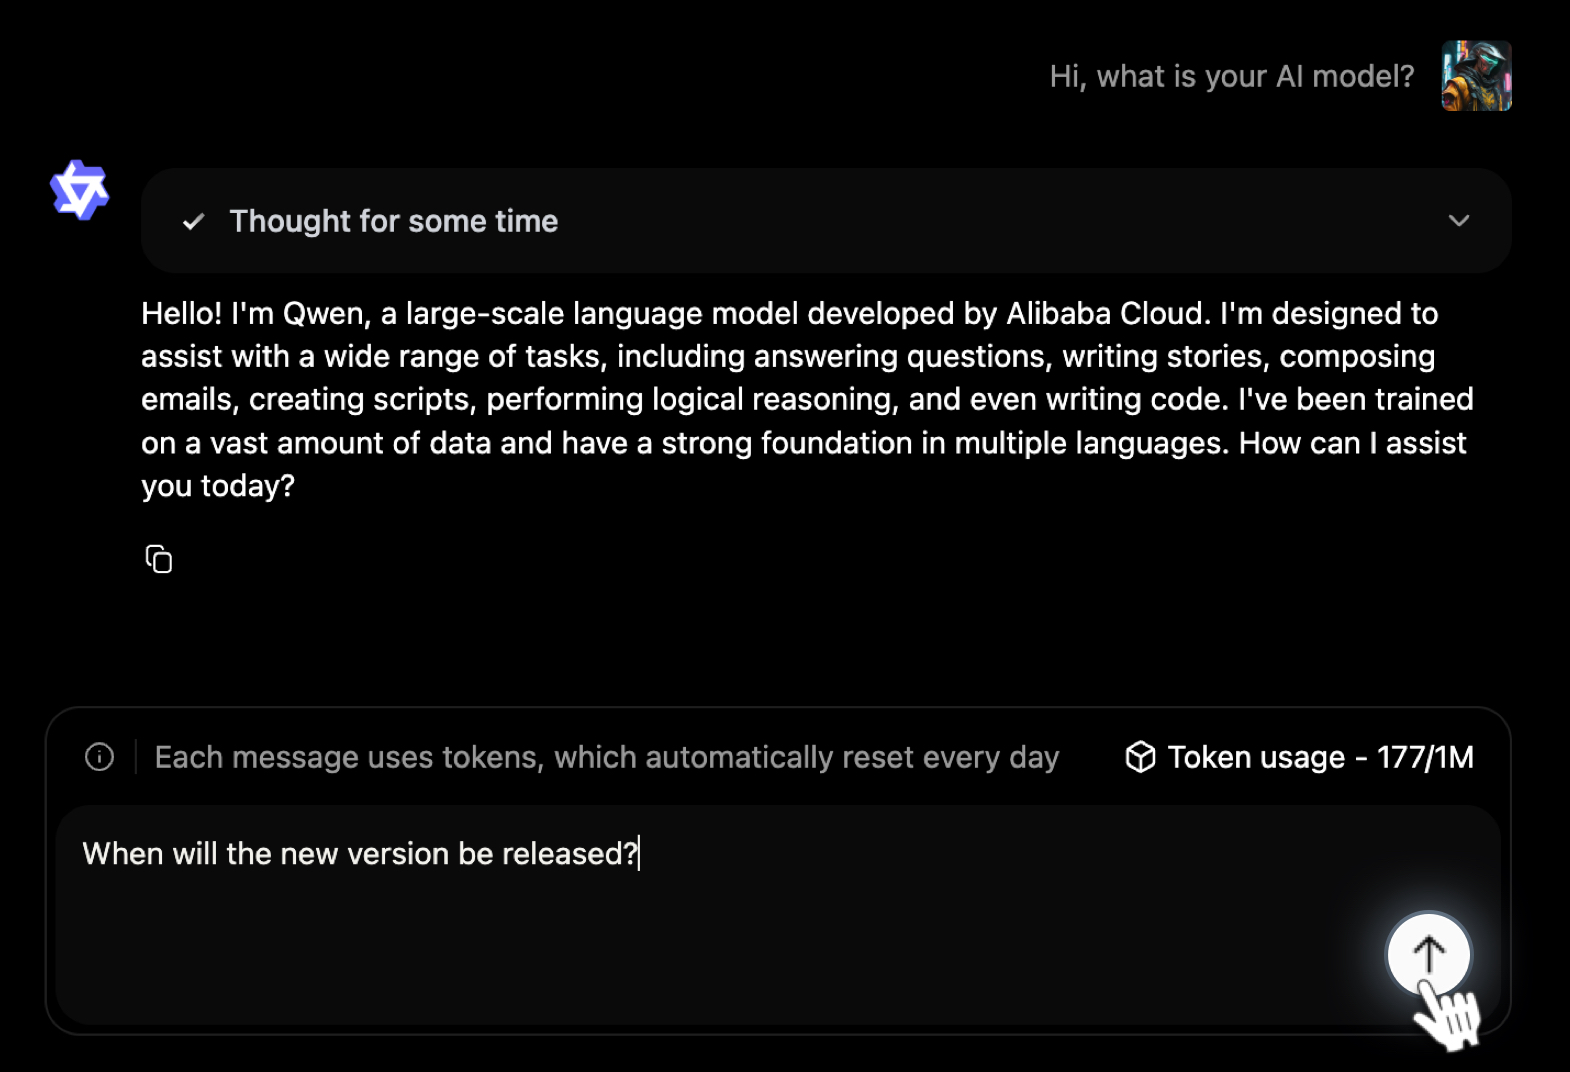 Hi, what is your AI model?
Thought for some time
Hello! I'm Qwen, a large-scale language model developed by Alibaba Cloud. I'm designed to
assist with a wide range of tasks, including answering questions, writing stories, composing
emails, creating scripts, performing logical reasoning, and even writing code. I've been trained
on a vast amount of data and have a strong foundation in multiple languages. How can I assist
you today?
Each message uses tokens, which automatically reset every day
Token usage - 177/1M
When will the new version be released?